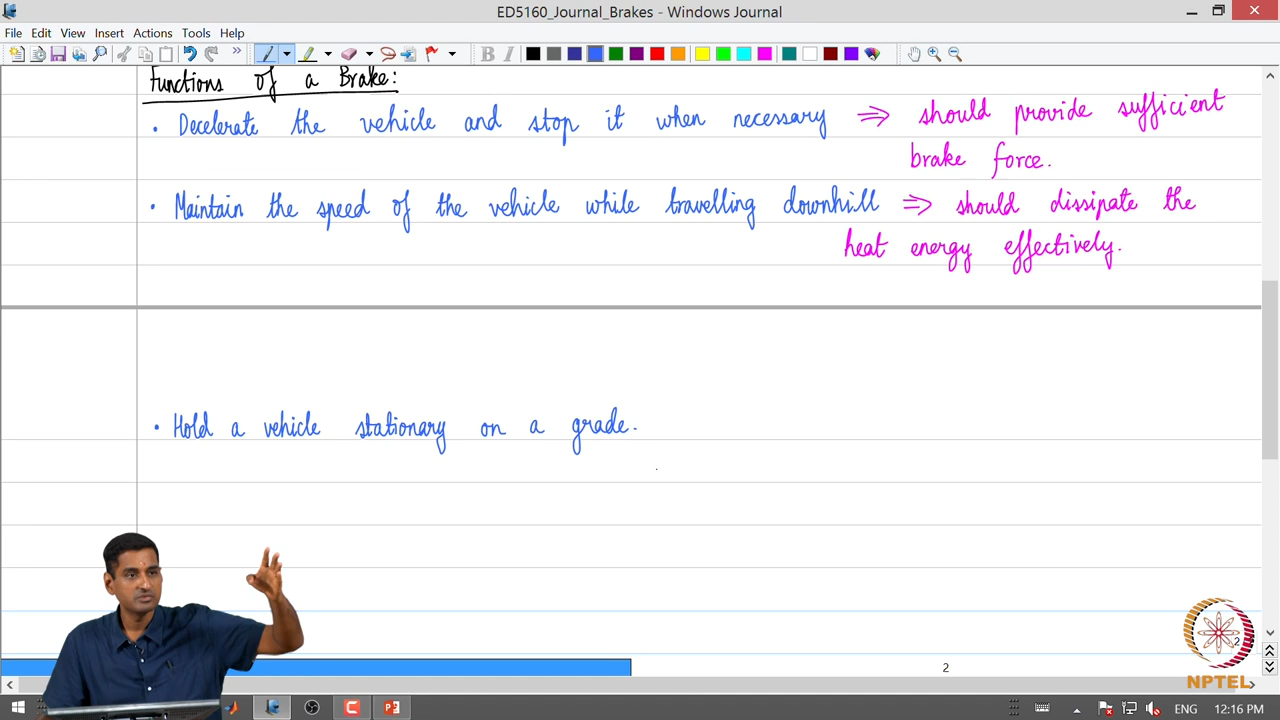 ED5160_Journal_Brakes - Windows Journal
File Edit View Insert Actions Tools Help
Functions of a Brake:
• Decelerate the vehicle and stop it when necessary ⇒ should provide sufficient
brake force.
• Maintain the speed of the vehicle while travelling downhill ⇒ should dissipate the
heat energy effectively.
• Hold a vehicle stationary on a grade.
2
2
NPTEL
ENG 12:16 PM